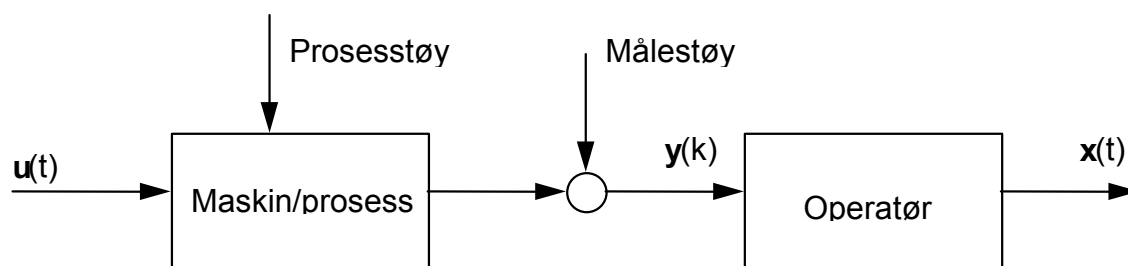 Prosesstøy
Målestøy
u(t)
y(k)
x(t)
Maskin/prosess
Operatør